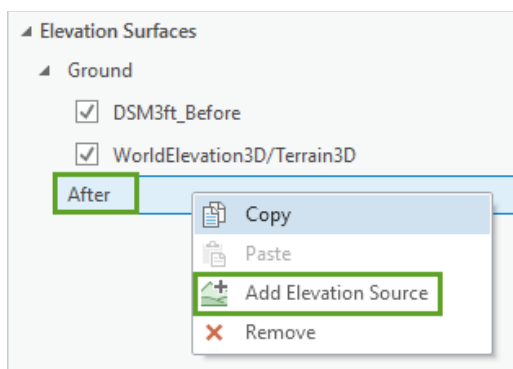 Elevation Surfaces
Ground
DSM3ft_Before
WorldElevation3D/Terrain3D
After
Copy
Paste
Add Elevation Source
Remove